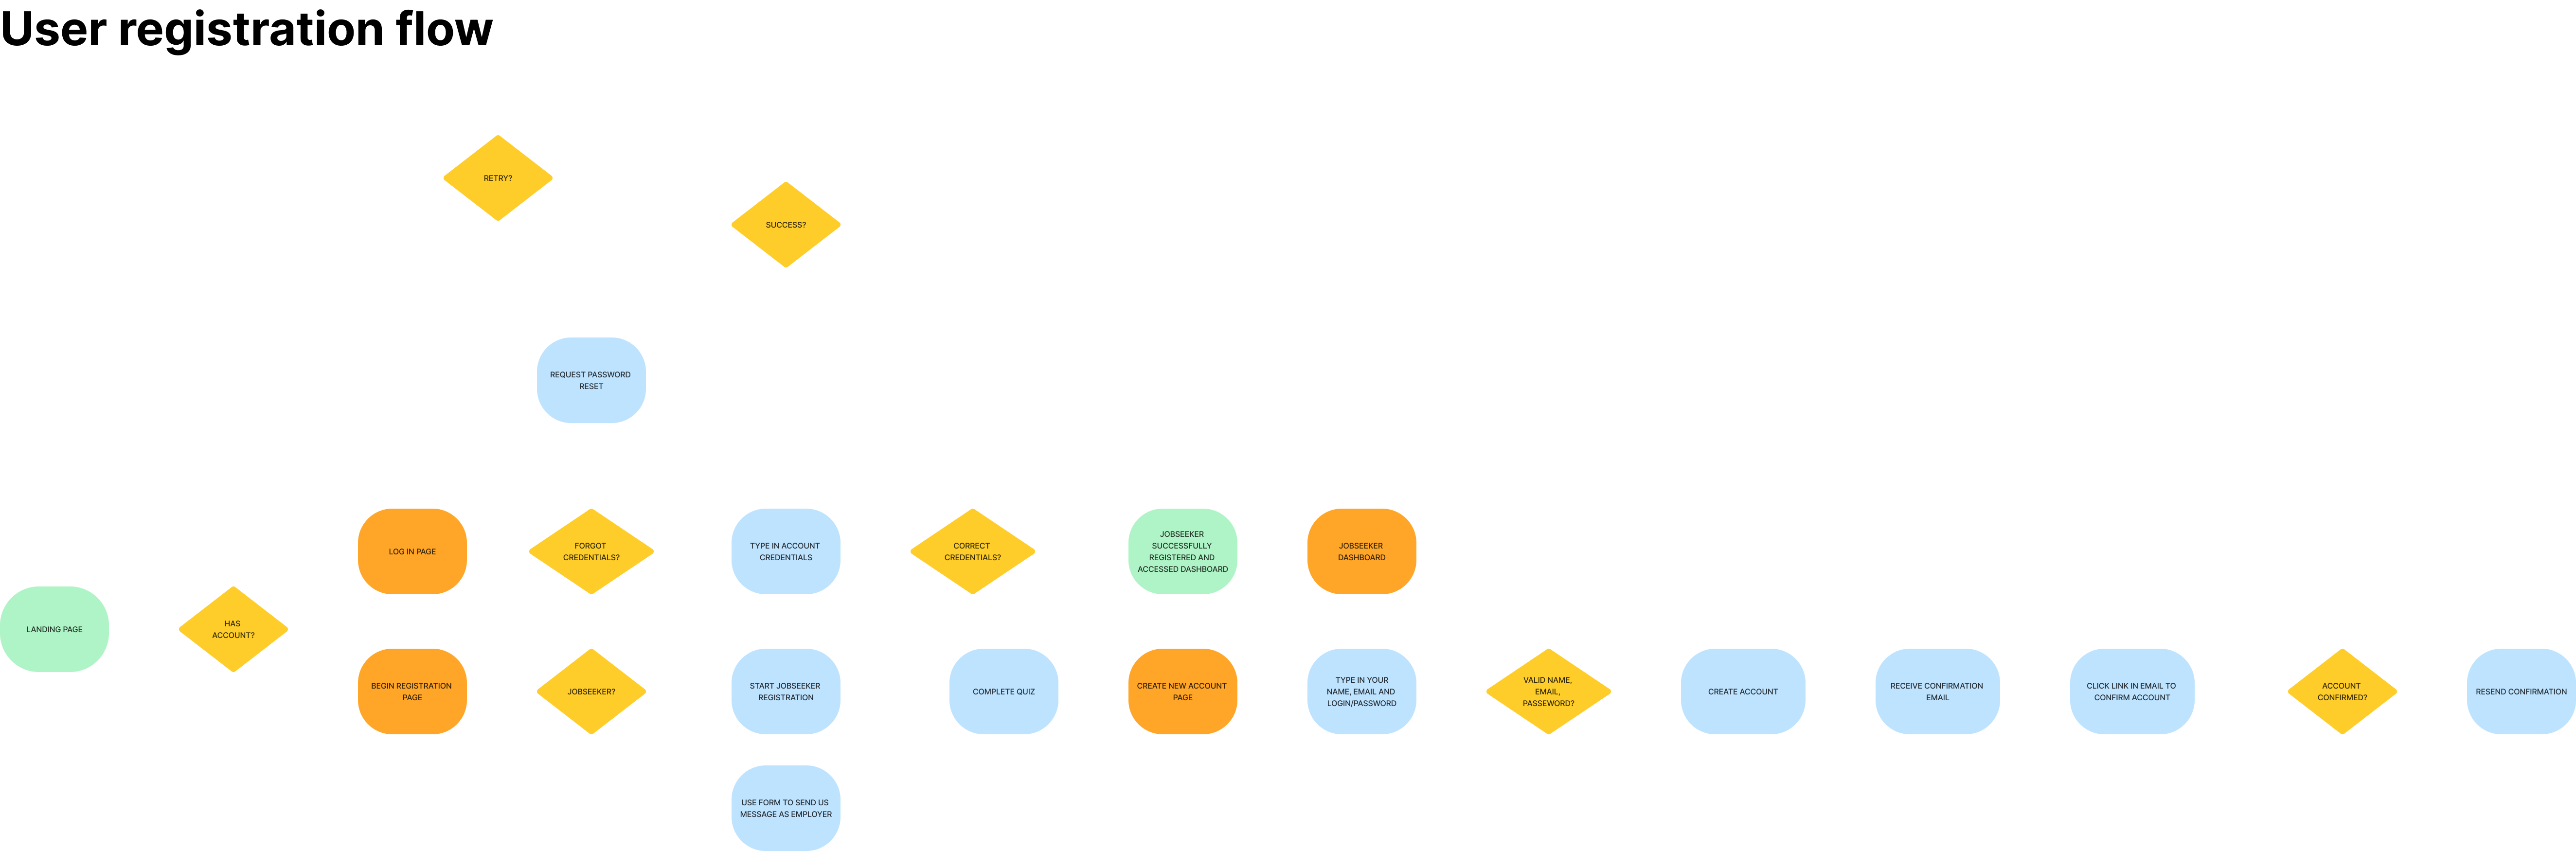 User registration flow
RETRY?
SUCCESS?
REQUEST PASSWORD
RESET
LOG IN PAGE
FORGOT
CREDENTIALS?
TYPE IN ACCOUNT
CREDENTIALS
CORRECT
CREDENTIALS?
JOBSEEKER
SUCCESSFULLY
REGISTERED AND
ACCESSED DASHBOARD
JOBSEEKER
DASHBOARD
LANDING PAGE
HAS
ACCOUNT?
BEGIN REGISTRATION
PAGE
JOBSEEKER?
START JOBSEEKER
REGISTRATION
COMPLETE QUIZ
CREATE NEW ACCOUNT
PAGE
TYPE IN YOUR
NAME, EMAIL AND
LOGIN/PASSWORD
VALID NAME,
EMAIL,
PASSEWORD?
CREATE ACCOUNT
RECEIVE CONFIRMATION
EMAIL
CLICK LINK IN EMAIL TO
CONFIRM ACCOUNT
ACCOUNT
CONFIRMED?
RESEND CONFIRMATION
USE FORM TO SEND US
MESSAGE AS EMPLOYER